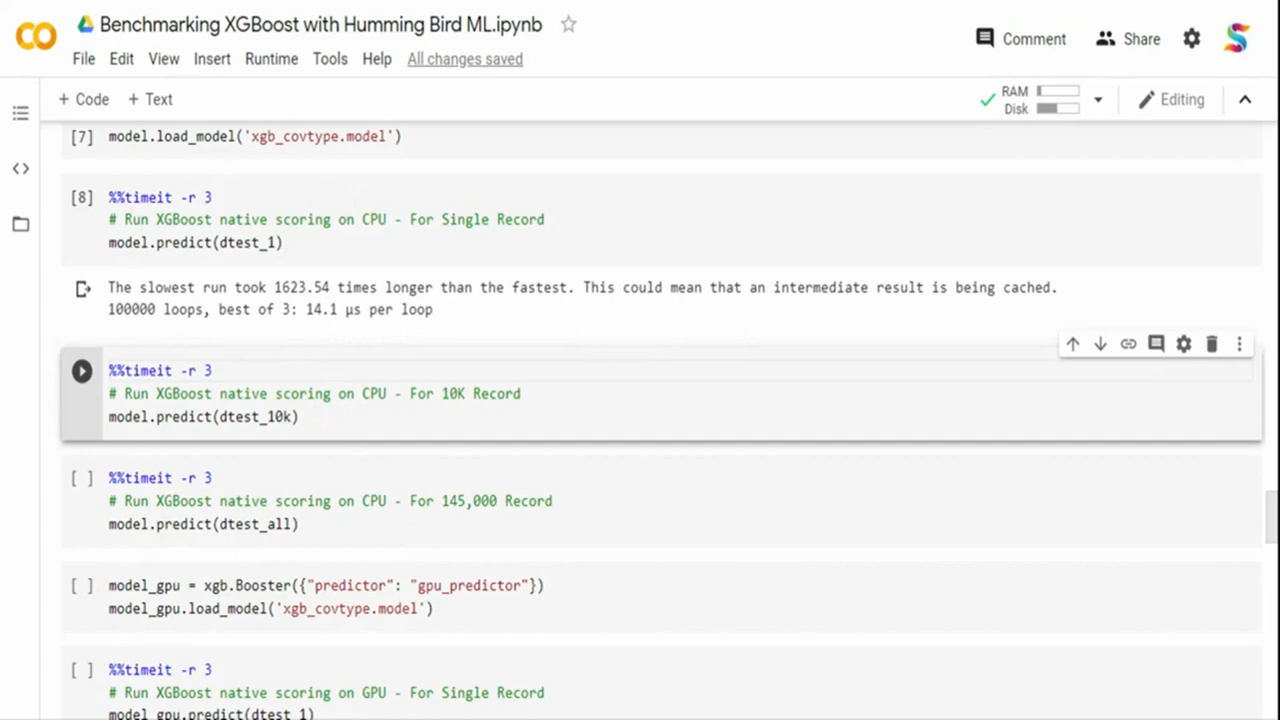 Benchmarking XGBoost with Humming Bird ML.ipynb
Comment
Share
File Edit View Insert Runtime Tools Help All changes saved
+ Code + Text
RAM
Disk
Editing
[7] model.load_model('xgb_covtype.model')
[8] %%timeit -r 3
# Run XGBoost native scoring on CPU - For Single Record
model.predict(dtest_1)
The slowest run took 1623.54 times longer than the fastest. This could mean that an intermediate result is being cached.
100000 loops, best of 3: 14.1 µs per loop
%%timeit -r 3
# Run XGBoost native scoring on CPU - For 10K Record
model.predict(dtest_10k)
[ ] %%timeit -r 3
# Run XGBoost native scoring on CPU - For 145,000 Record
model.predict(dtest_all)
[ ] model_gpu = xgb.Booster({"predictor": "gpu_predictor"})
model_gpu.load_model('xgb_covtype.model')
[ ] %%timeit -r 3
# Run XGBoost native scoring on GPU - For Single Record
model_gpu.predict(dtest_1)